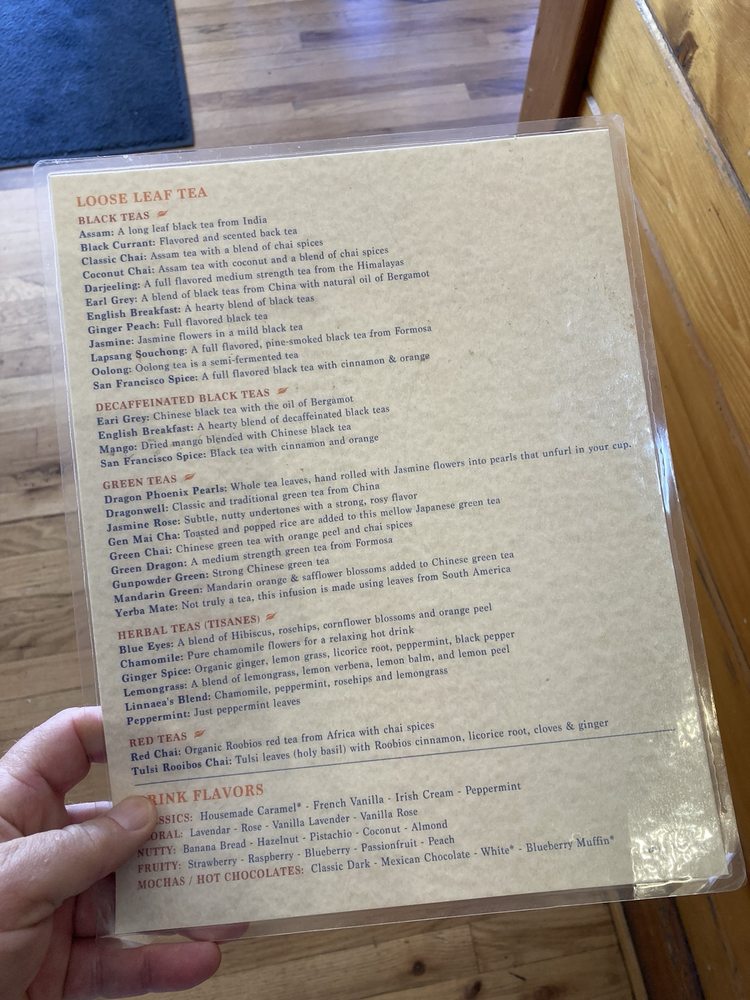 LOOSE LEAF TEA
BLACK TEAS
Assam: A long leaf black tea from India
Black Currant: Flavored and scented back tea
Classic Chai: Assam tea with a blend of chai spices
Coconut Chai: Assam tea with coconut and a blend of chai spices
Darjeeling: A full flavored medium strength tea from the Himalayas
Earl Grey: A blend of black teas from China with natural oil of Bergamot
English Breakfast: A hearty blend of black teas
Ginger Peach: Full flavored black tea
Jasmine: Jasmine flowers in a mild black tea
Lapsang Souchong: A full flavored, pine-smoked black tea from Formosa
Oolong: Oolong tea is a semi-fermented tea
San Francisco Spice: A full flavored black tea with cinnamon & orange
DECAFFEINATED BLACK TEAS
Earl Grey: Chinese black tea with the oil of Bergamot
English Breakfast: A hearty blend of decaffeinated black teas
Mango: Dried mango blended with Chinese black tea
San Francisco Spice: Black tea with cinnamon and orange
GREEN TEAS
Dragon Phoenix Pearls: Whole tea leaves, hand rolled with Jasmine flowers into pearls that unfurl in your cup.
Dragonwell: Classic and traditional green tea from China
Jasmine Rose: Subtle, nutty undertones with a strong, rosy flavor
Gen Mai Cha: Toasted and popped rice are added to this mellow Japanese green tea
Green Chai: Chinese green tea with orange peel and chai spices
Green Dragon: A medium strength green tea from Formosa
Gunpowder Green: Strong Chinese green tea
Mandarin Green: Mandarin orange & safflower blossoms added to Chinese green tea
Yerba Mate: Not truly a tea, this infusion is made using leaves from South America
HERBAL TEAS (TISANES)
Blue Eyes: A blend of Hibiscus, rosehips, cornflower blossoms and orange peel
Chamomile: Pure chamomile flowers for a relaxing hot drink
Ginger Spice: Organic ginger, lemon grass, licorice root, peppermint, black pepper
Lemongrass: A blend of lemongrass, lemon verbena, lemon balm, and lemon peel
Linnaea's Blend: Chamomile, peppermint, rosehips and lemongrass
Peppermint: Just peppermint leaves
RED TEAS
Red Chai: Organic Roobios red tea from Africa with chai spices
Tulsi Rooibos Chai: Tulsi leaves (holy basil) with Roobios cinnamon, licorice root, cloves & ginger
RINK FLAVORS
ASSICS: Housemade Caramel* - French Vanilla - Irish Cream - Peppermint
ORAL: Lavendar - Rose - Vanilla Lavender - Vanilla Rose
NUTTY: Banana Bread - Hazelnut - Pistachio - Coconut - Almond
FRUITY: Strawberry - Raspberry - Blueberry - Passionfruit - Peach
MOCHAS / HOT CHOCOLATES: Classic Dark - Mexican Chocolate - White* - Blueberry Muffin*